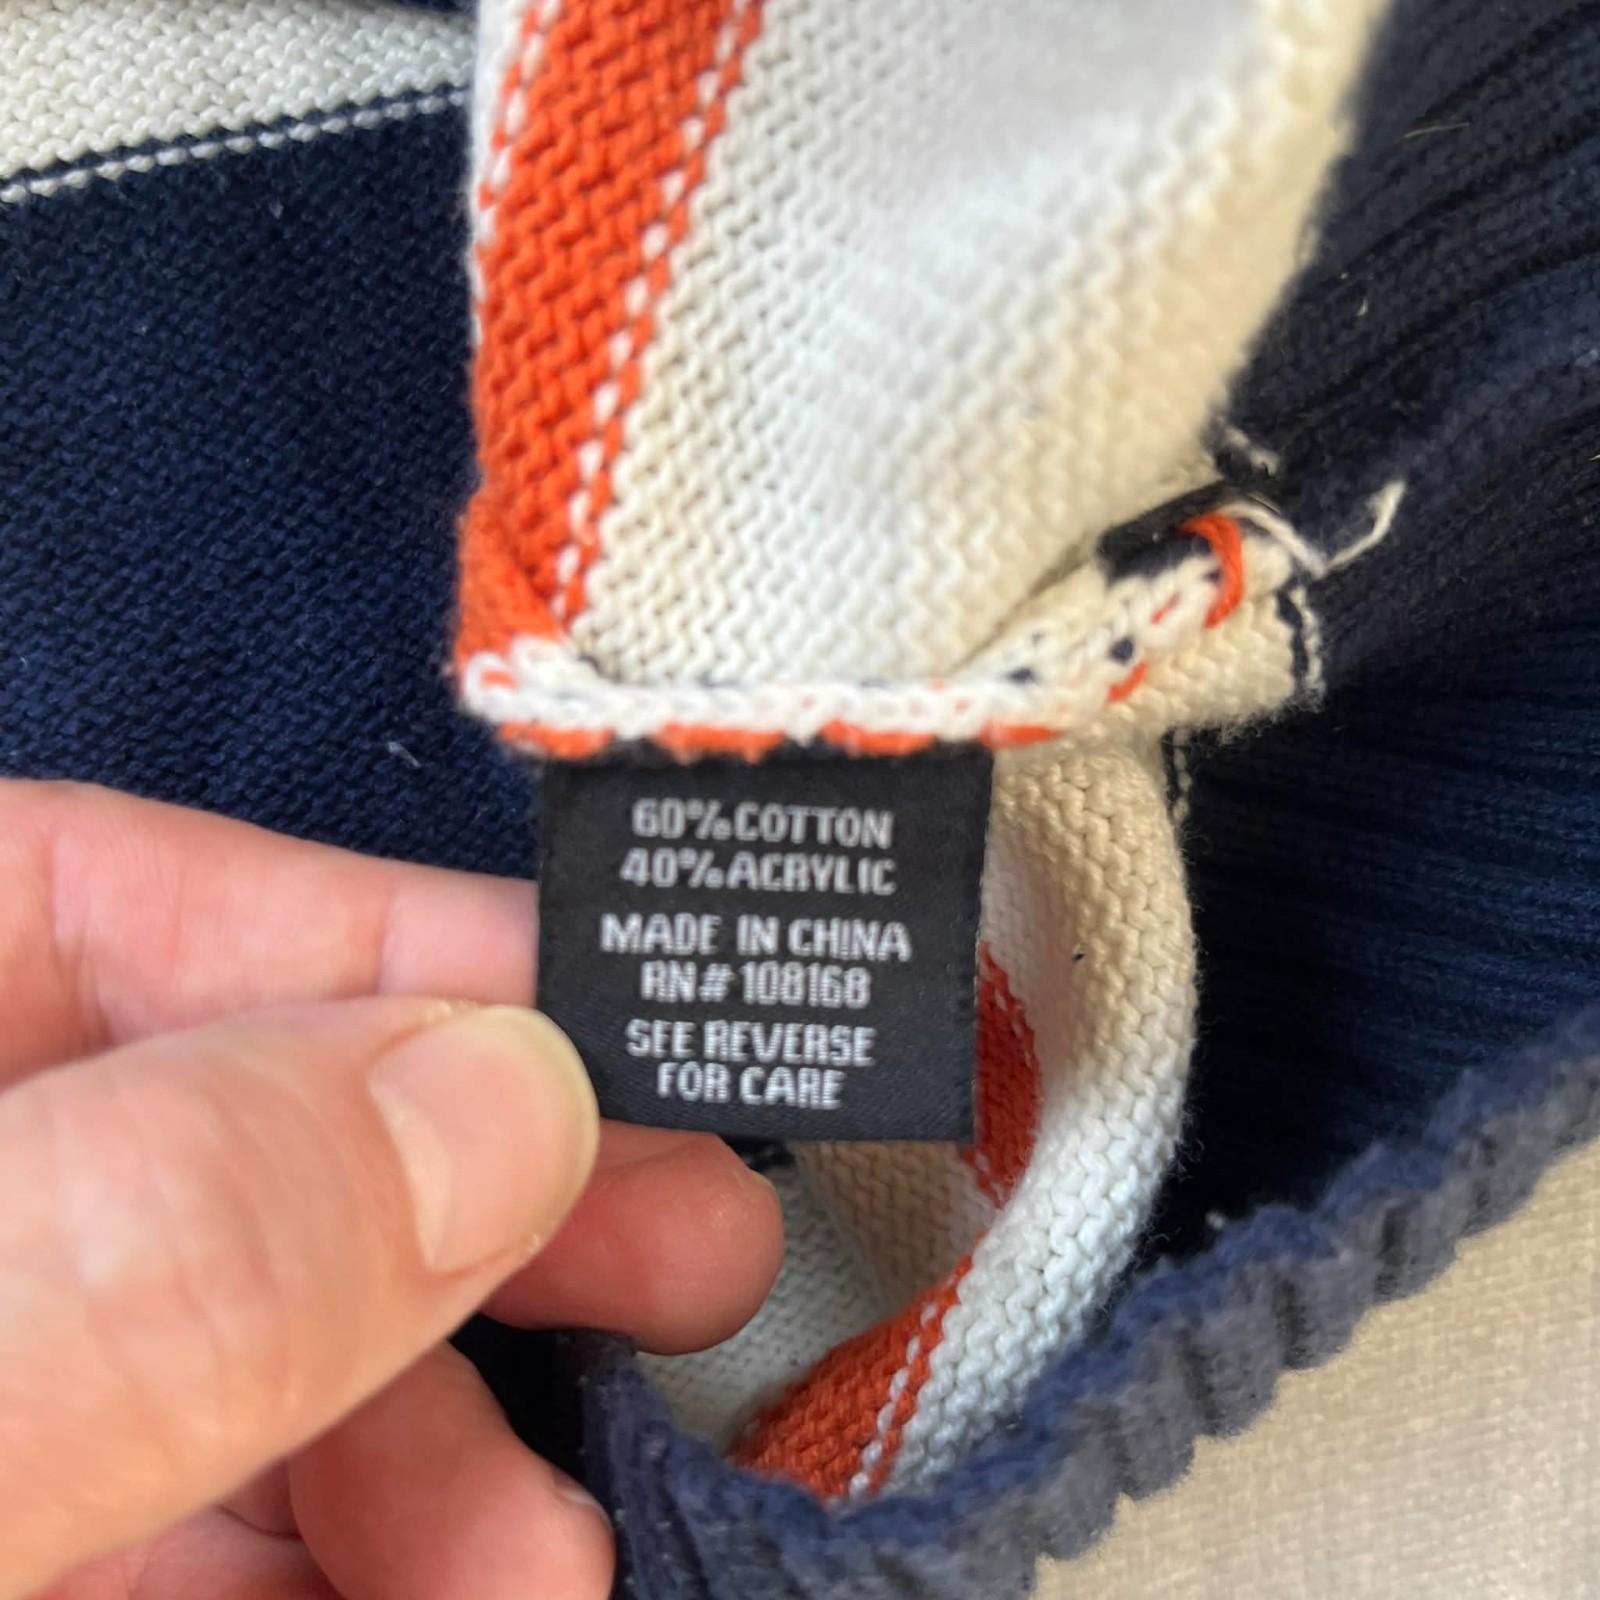 60% COTTON
40% ACRYLIC
MADE IN CHINA
RN# 108168
SEE REVERSE
FOR CARE